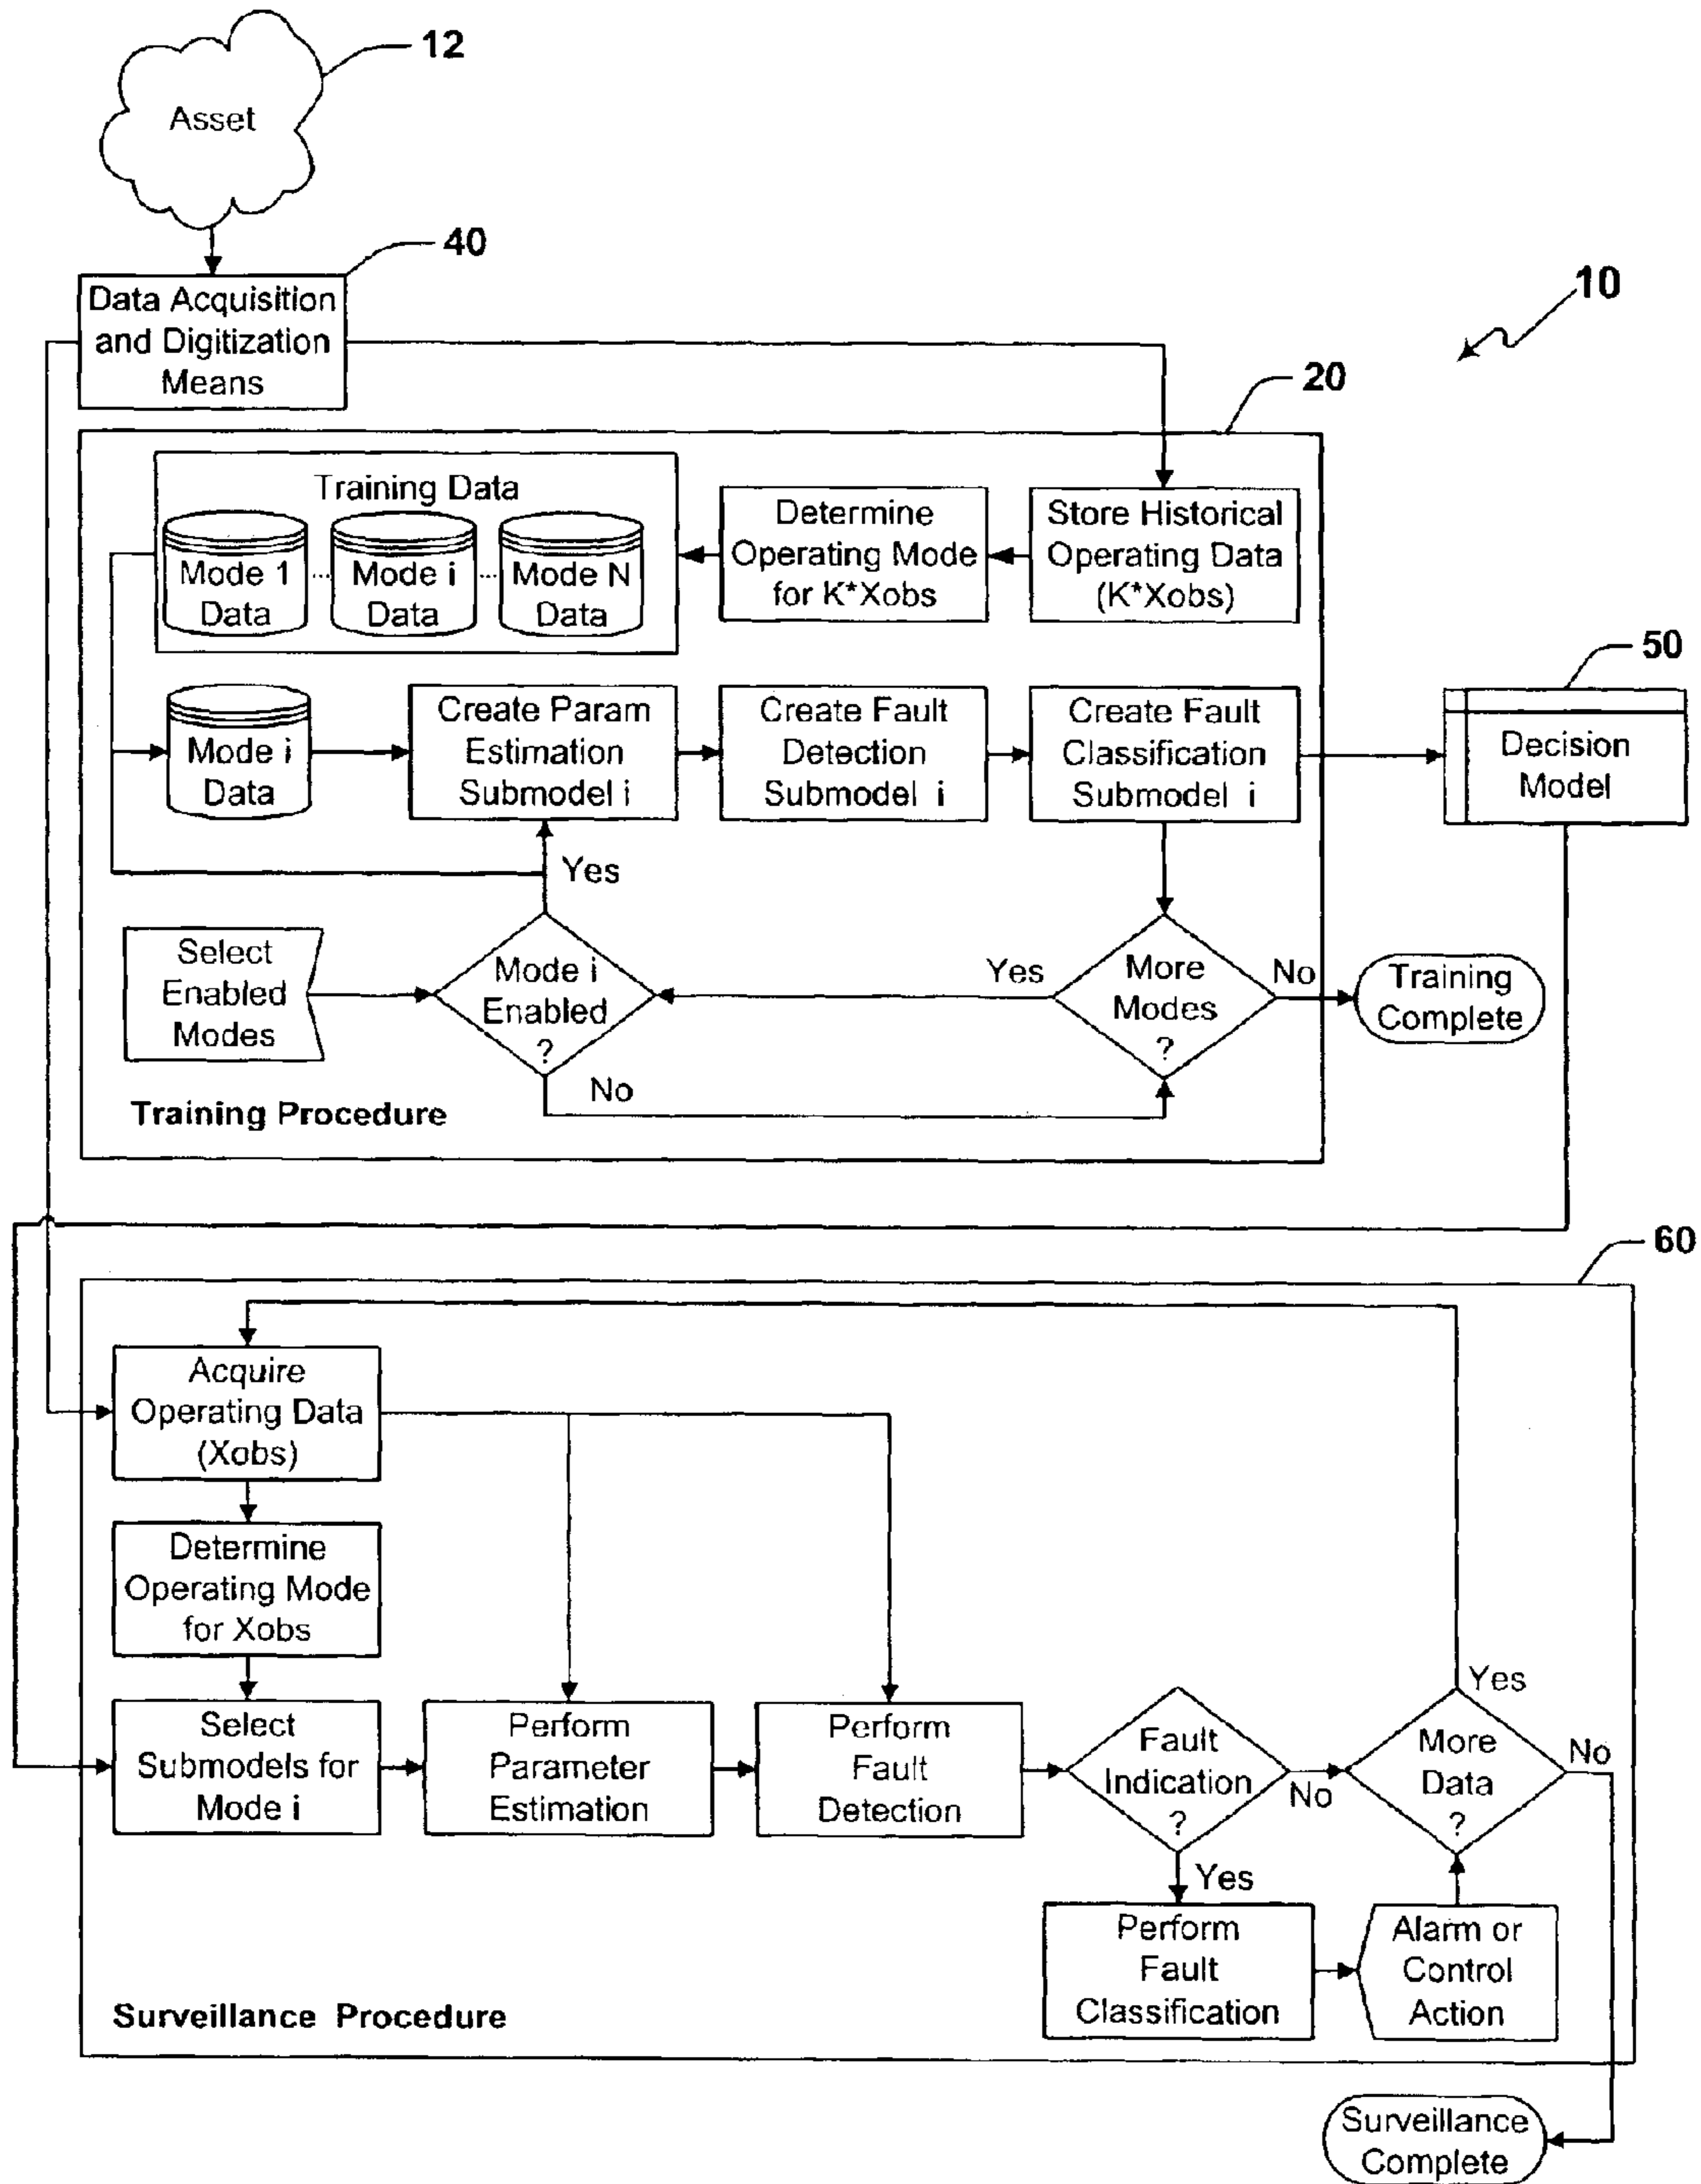 12
Asset
40
Data Acquisition
and Digitization
Means
10
20
Training Data
Mode 1
Data
...
Mode i
Data
...
Mode N
Data
Determine
Operating Mode
for K*Xobs
Store Historical
Operating Data
(K*Xobs)
50
Mode i
Data
Create Param
Estimation
Submodel i
Create Fault
Detection
Submodel i
Create Fault
Classification
Submodel i
Decision
Model
Yes
Select
Enabled
Modes
Mode i
Enabled
?
Yes
More
Modes
?
No
Training
Complete
No
Training Procedure
60
Acquire
Operating Data
(Xobs)
Determine
Operating Mode
for Xobs
Select
Submodels for
Mode i
Perform
Parameter
Estimation
Perform
Fault
Detection
Fault
Indication
?
No
Yes
More
Data
?
No
Yes
Perform
Fault
Classification
Alarm or
Control
Action
Surveillance Procedure
Surveillance
Complete